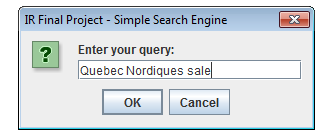 IR Final Project - Simple Search Engine
Enter your query:
Quebec Nordiques sale
OK Cancel